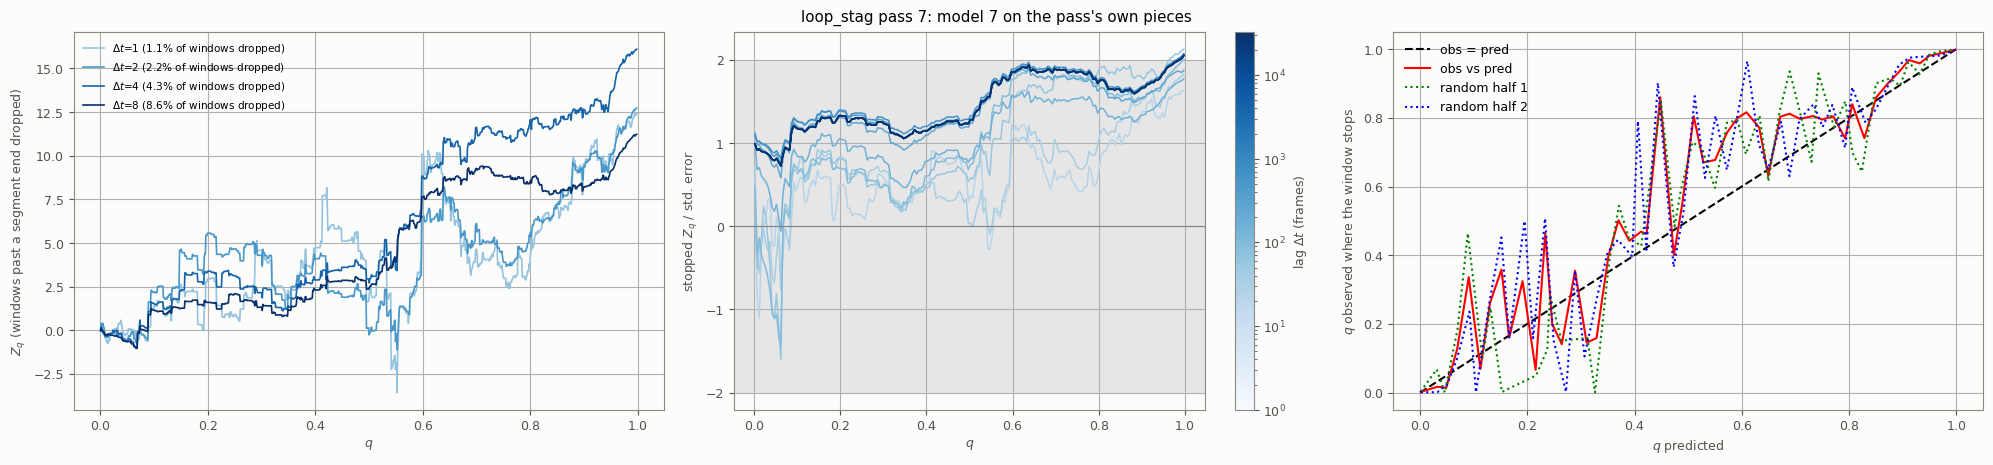 loop_stag pass 7: model 7 on the pass's own pieces
Z_q (windows past a segment end dropped)
15.0
12.5
10.0
7.5
5.0
2.5
0.0
−2.5
Δt=1 (1.1% of windows dropped)
Δt=2 (2.2% of windows dropped)
Δt=4 (4.3% of windows dropped)
Δt=8 (8.6% of windows dropped)
0.0 0.2 0.4 0.6 0.8 1.0
q
stopped Z_q / std. error
2
1
0
−1
−2
0.0 0.2 0.4 0.6 0.8 1.0
q
10^4
10^3
10^2
10^1
10^0
lag Δt (frames)
q observed where the window stops
1.0
0.8
0.6
0.4
0.2
0.0
obs = pred
obs vs pred
random half 1
random half 2
0.0 0.2 0.4 0.6 0.8 1.0
q predicted